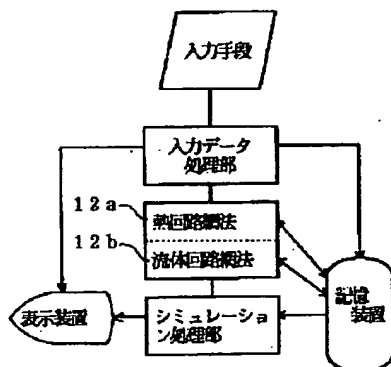 入力手段
入力データ
処理部
12a
熱回路網法
12b
流体回路網法
表示装置
シミュレーショ
ン処理部
記憶
装置